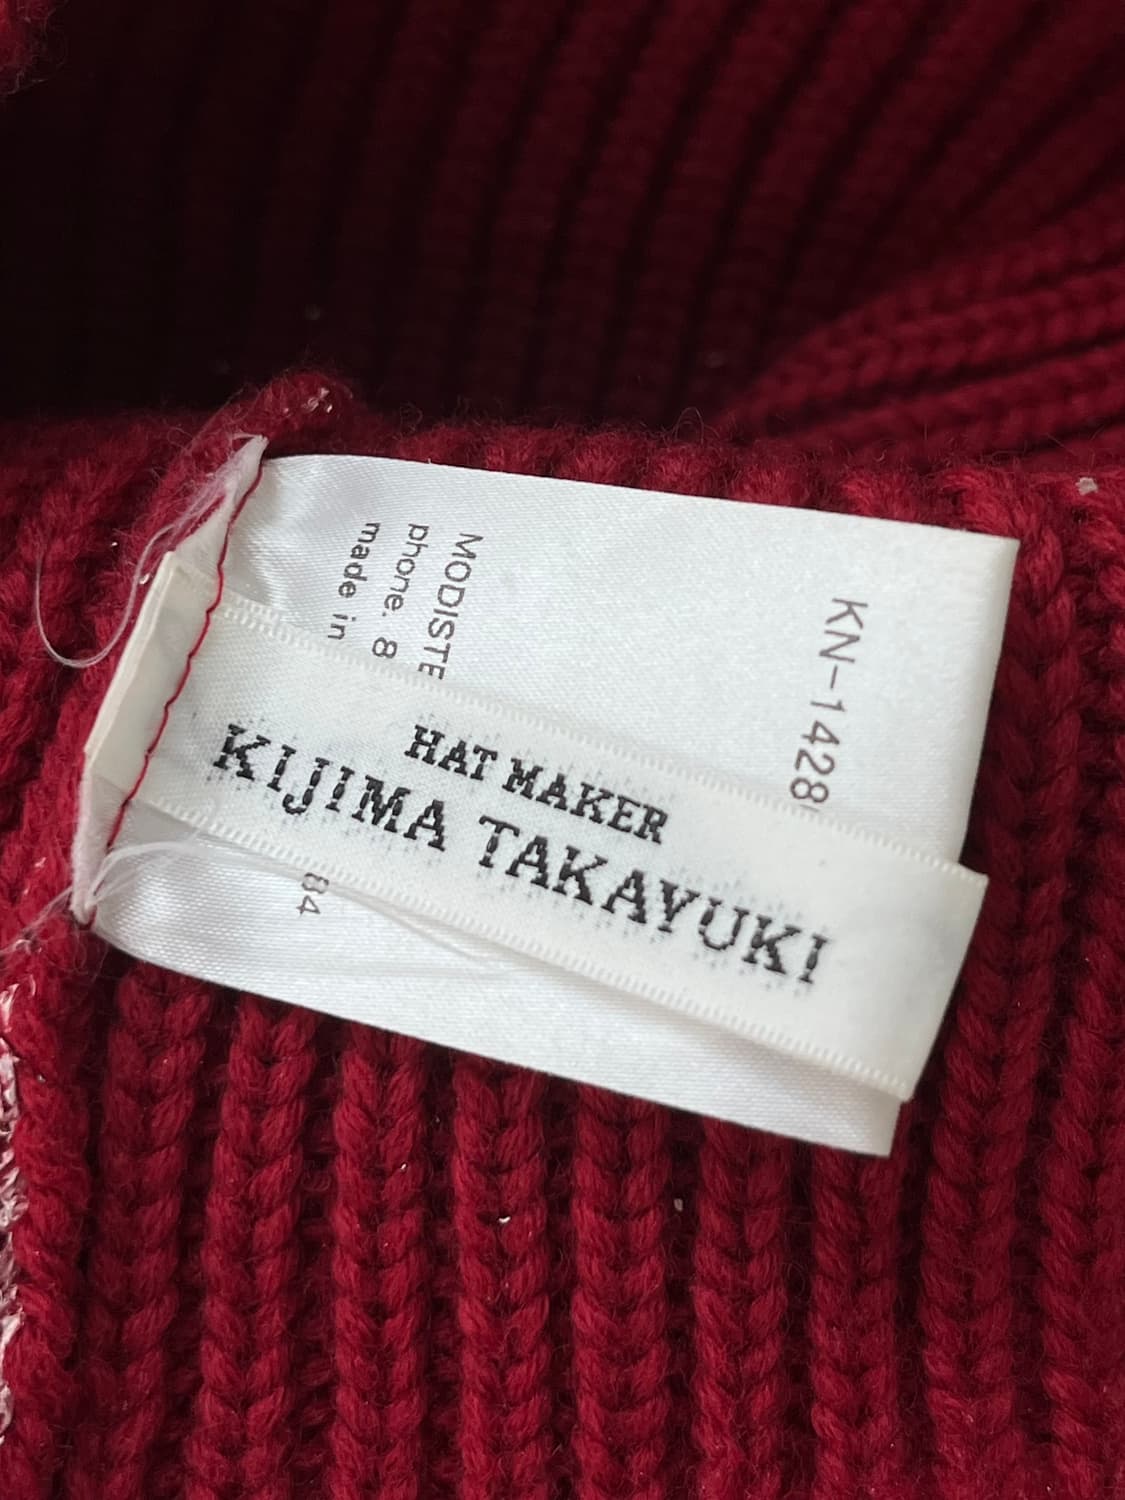 HAT MAKER
KIJIMA TAKAYUKI
KN-1428
MODISTE
phone. 8
84
made in